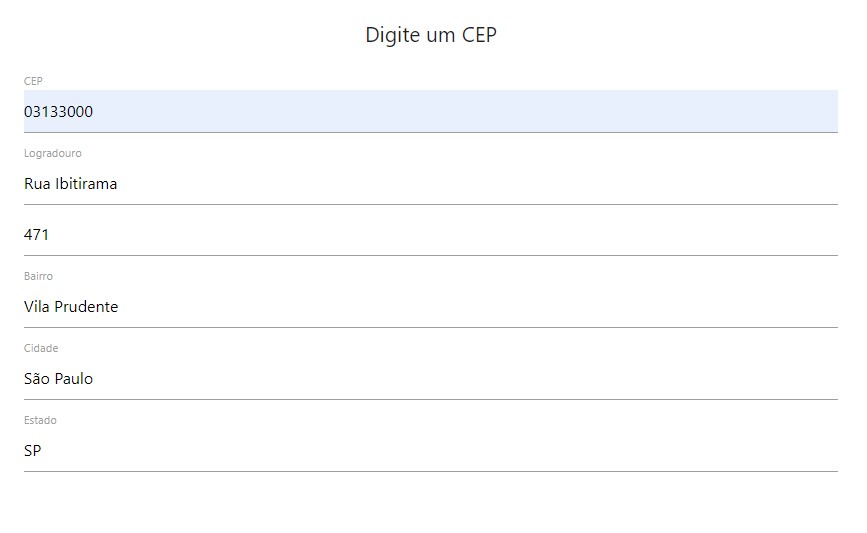 Digite um CEP
CEP
03133000
Logradouro
Rua Ibitirama
471
Bairro
Vila Prudente
Cidade
São Paulo
Estado
SP